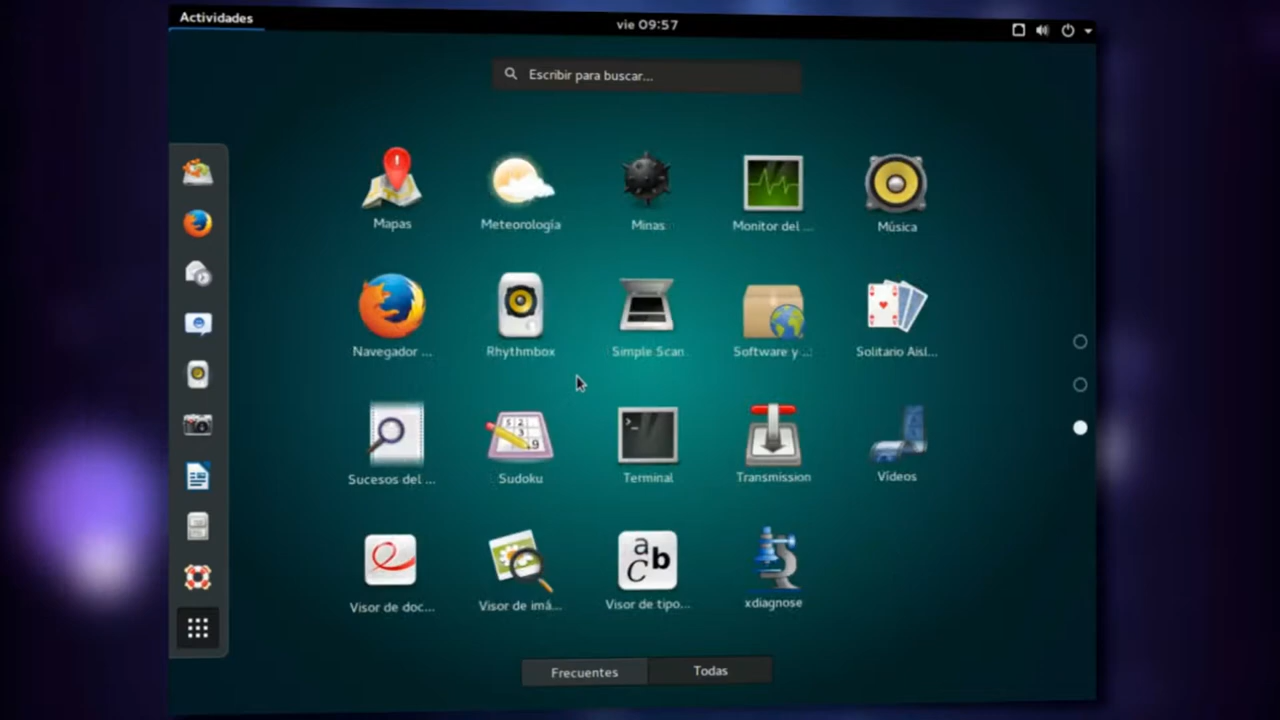 Actividades
vie 09:57
Escribir para buscar...
Mapas
Meteorología
Minas
Monitor del ...
Música
Navegador ...
Rhythmbox
Simple Scan
Software y ...
Solitario Aisl...
Sucesos del ...
Sudoku
Terminal
Transmission
Vídeos
Visor de doc...
Visor de imá...
a b C
Visor de tipo...
xdiagnose
Frecuentes
Todas